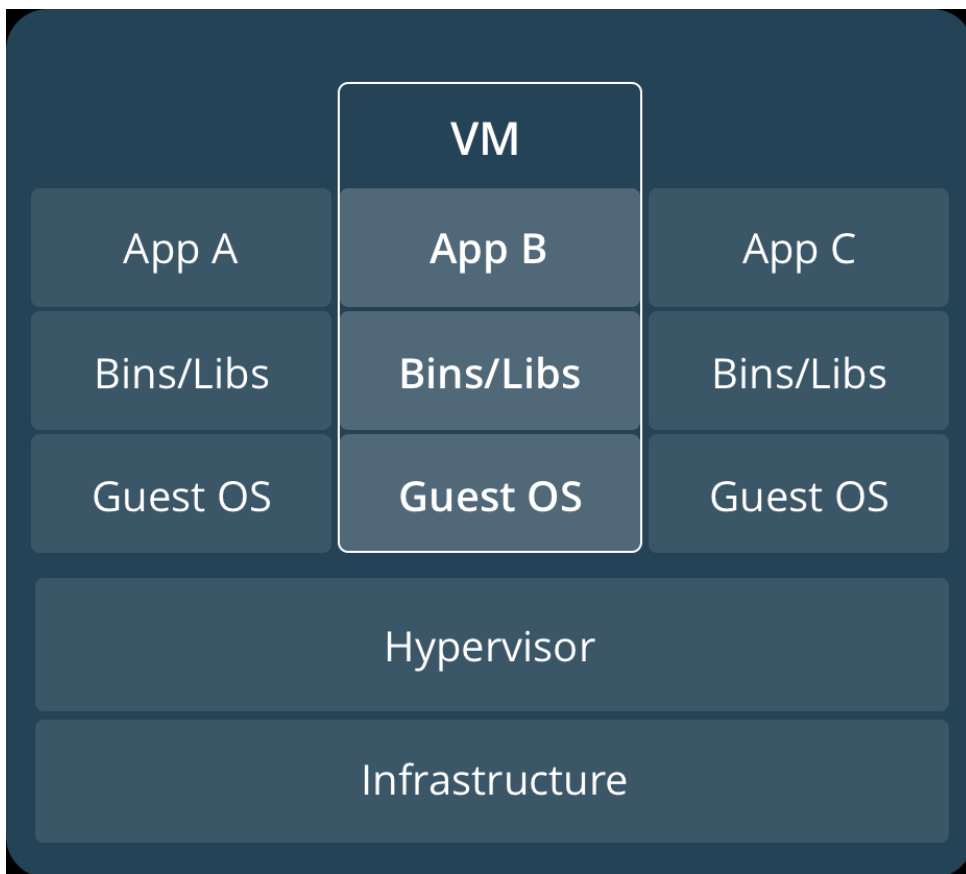 VM
App A
App B
App C
Bins/Libs
Bins/Libs
Bins/Libs
Guest OS
Guest OS
Guest OS
Hypervisor
Infrastructure